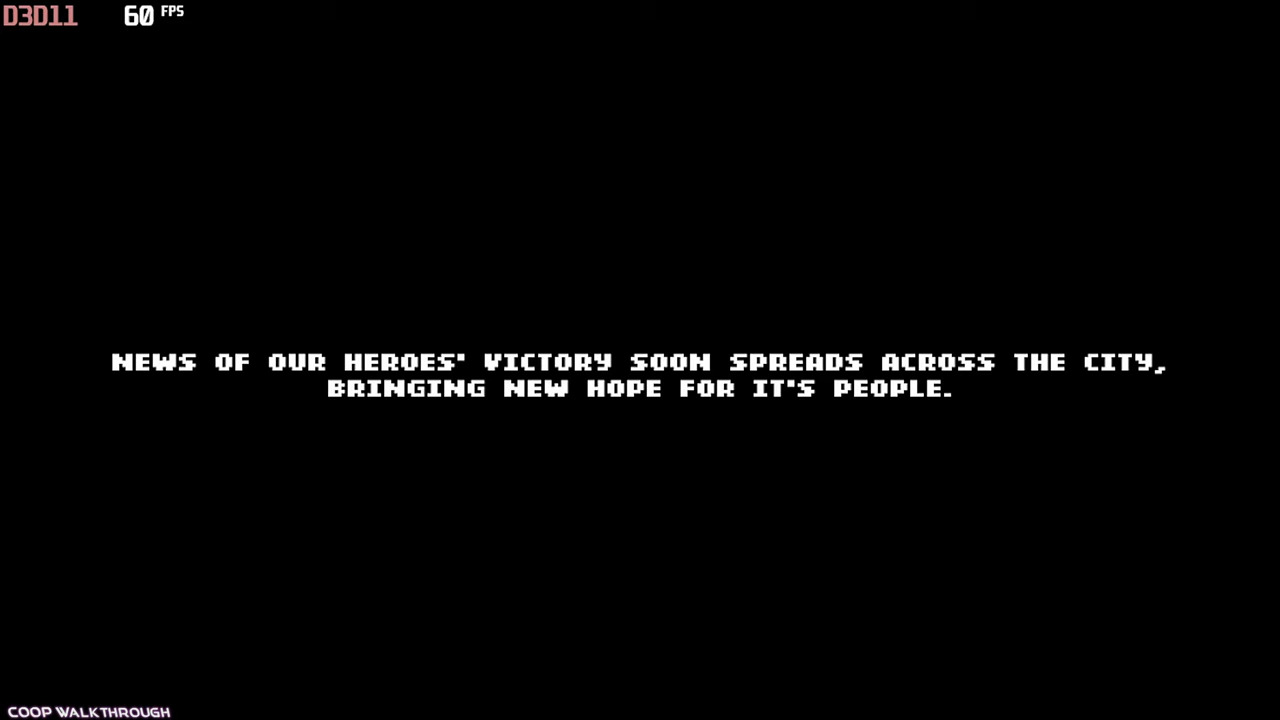 D3D11 60 FPS
NEWS OF OUR HEROES' VICTORY SOON SPREADS ACROSS THE CITY,
BRINGING NEW HOPE FOR IT'S PEOPLE.
COOP WALKTHROUGH